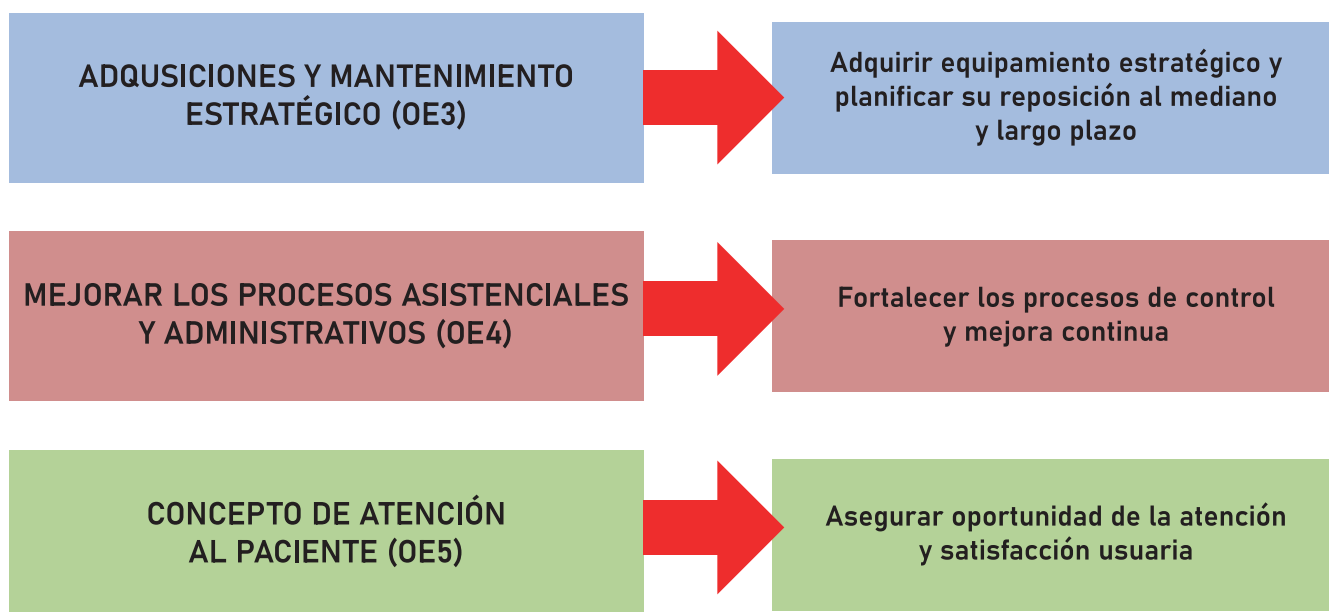 ADQUSICIONES Y MANTENIMIENTO
ESTRATÉGICO (OE3)
Adquirir equipamiento estratégico y
planificar su reposición al mediano
y largo plazo
MEJORAR LOS PROCESOS ASISTENCIALES
Y ADMINISTRATIVOS (OE4)
Fortalecer los procesos de control
y mejora continua
CONCEPTO DE ATENCIÓN
AL PACIENTE (OE5)
Asegurar oportunidad de la atención
y satisfacción usuaria